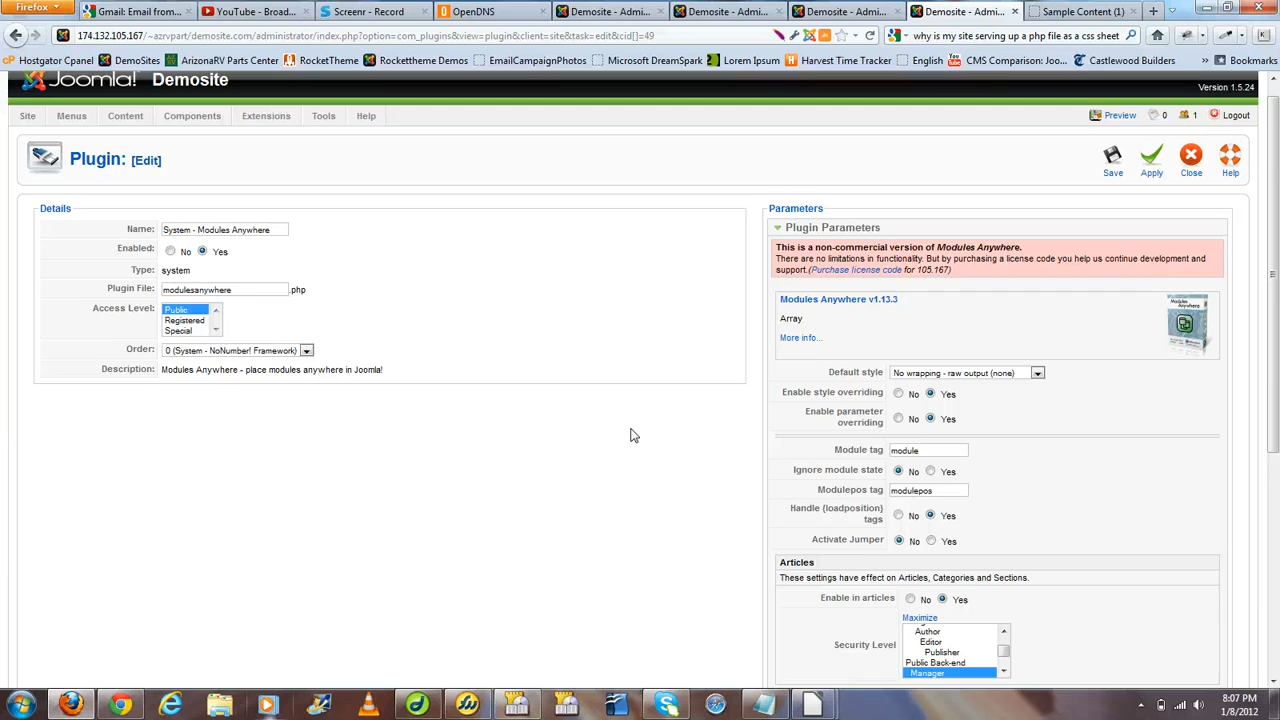 Firefox
Gmail: Email from...
YouTube - Broad...
Screenr - Record
OpenDNS
Demosite - Admi...
Demosite - Admi...
Demosite - Admi...
Demosite - Admi...
Sample Content (1)
174.132.105.167/~azrvpart/demosite.com/administrator/index.php?option=com_plugins&view=plugin&client=site&task=edit&cid[]=49
why is my site serving up a php file as a css sheet
Hostgator Cpanel
DemoSites
ArizonaRV Parts Center
RocketTheme
Rockettheme Demos
EmailCampaignPhotos
Microsoft DreamSpark
Lorem Ipsum
Harvest Time Tracker
English
CMS Comparison: Joo...
Castlewood Builders
Bookmarks
Joomla! Demosite
Version 1.5.24
Site Menus Content Components Extensions Tools Help
Preview 0 1 Logout
Plugin: [Edit]
Save Apply Close Help
Details
Name: System - Modules Anywhere
Enabled: No Yes
Type: system
Plugin File: modulesanywhere .php
Access Level: Public
Registered
Special
Order: 0 (System - NoNumber! Framework)
Description: Modules Anywhere - place modules anywhere in Joomla!
Parameters
Plugin Parameters
This is a non-commercial version of Modules Anywhere.
There are no limitations in functionality. But by purchasing a license code you help us continue development and
support.(Purchase license code for 105.167)
Modules Anywhere v1.13.3
Array
More info...
Default style No wrapping - raw output (none)
Enable style overriding No Yes
Enable parameter
overriding No Yes
Module tag module
Ignore module state No Yes
Modulepos tag modulepos
Handle {loadposition}
tags No Yes
Activate Jumper No Yes
Articles
These settings have effect on Articles, Categories and Sections.
Enable in articles No Yes
Maximize
Security Level
Author
Editor
Publisher
Public Back-end
Manager
8:07 PM
1/8/2012